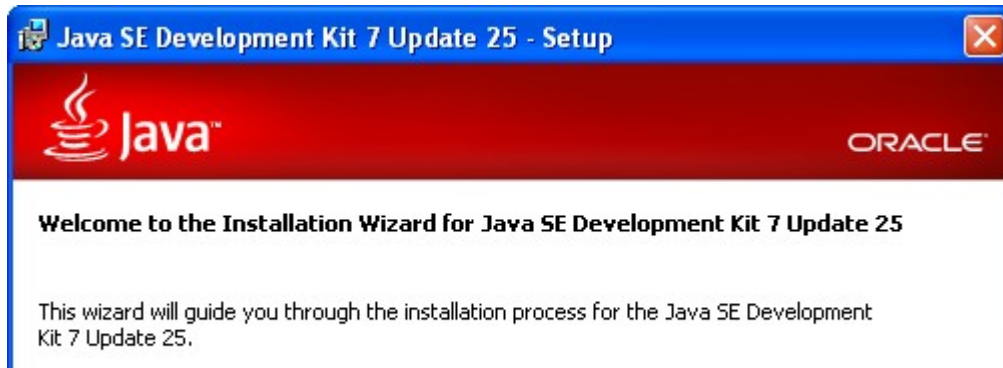 Java SE Development Kit 7 Update 25 - Setup
Java™
ORACLE®
Welcome to the Installation Wizard for Java SE Development Kit 7 Update 25
This wizard will guide you through the installation process for the Java SE Development
Kit 7 Update 25.